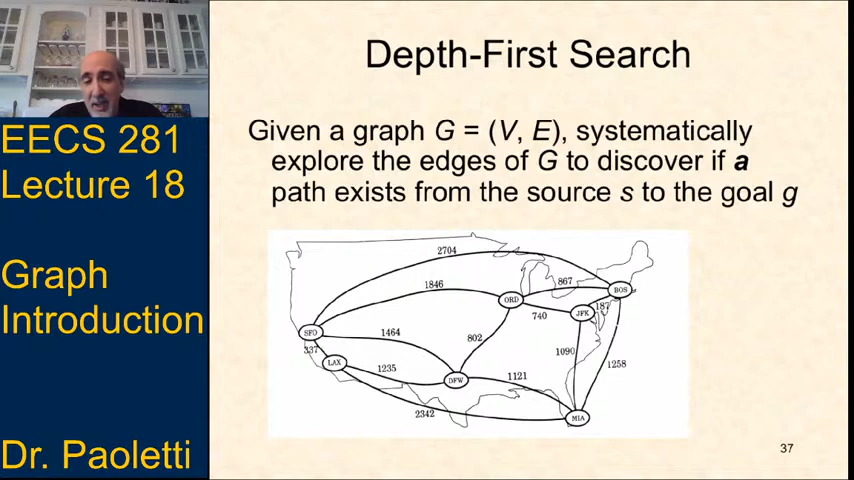 EECS 281
Lecture 18
Graph
Introduction
Dr. Paoletti
Depth-First Search
Given a graph G = (V, E), systematically
explore the edges of G to discover if a
path exists from the source s to the goal g
2704
867
BOS
1846
ORD
187
JFK
740
SFO
1464
802
337
LAX
1235
1090
1258
DFW
1121
2342
MIA
37